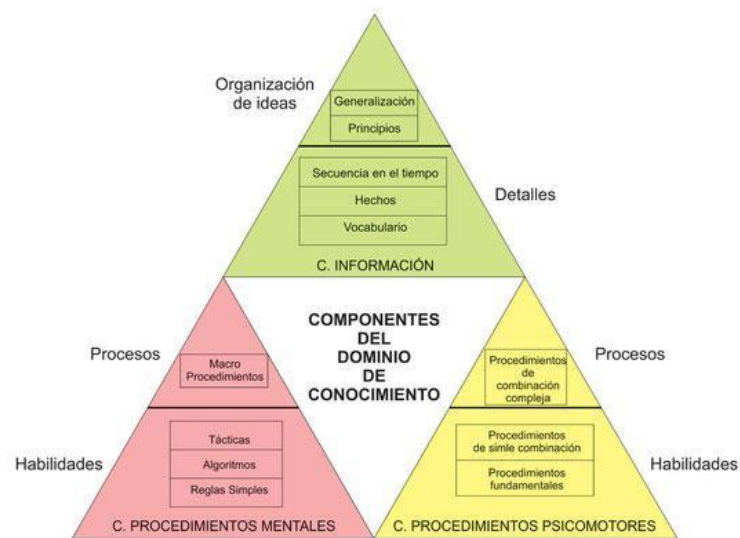 Organización
de ideas
Generalización
Principios
Secuencia en el tiempo
Hechos
Vocabulario
Detalles
C. INFORMACIÓN
COMPONENTES
DEL
DOMINIO
DE
CONOCIMIENTO
Procesos
Macro
Procedimientos
Habilidades
Tácticas
Algoritmos
Reglas Simples
C. PROCEDIMIENTOS MENTALES
Procedimientos
de
combinación
compleja
Procesos
Procedimientos
de simle combinación
Procedimientos
fundamentales
Habilidades
C. PROCEDIMIENTOS PSICOMOTORES